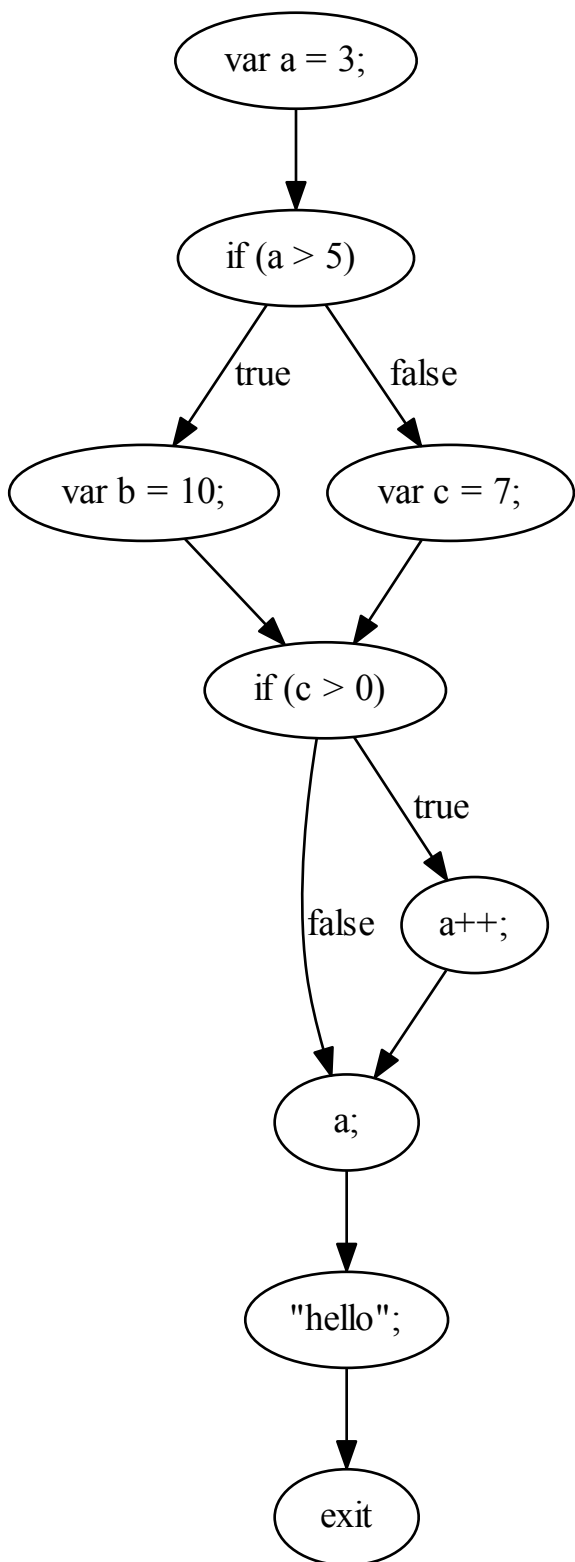 var a = 3;
if (a > 5)
true
false
var b = 10;
var c = 7;
if (c > 0)
true
false
a++;
a;
"hello";
exit